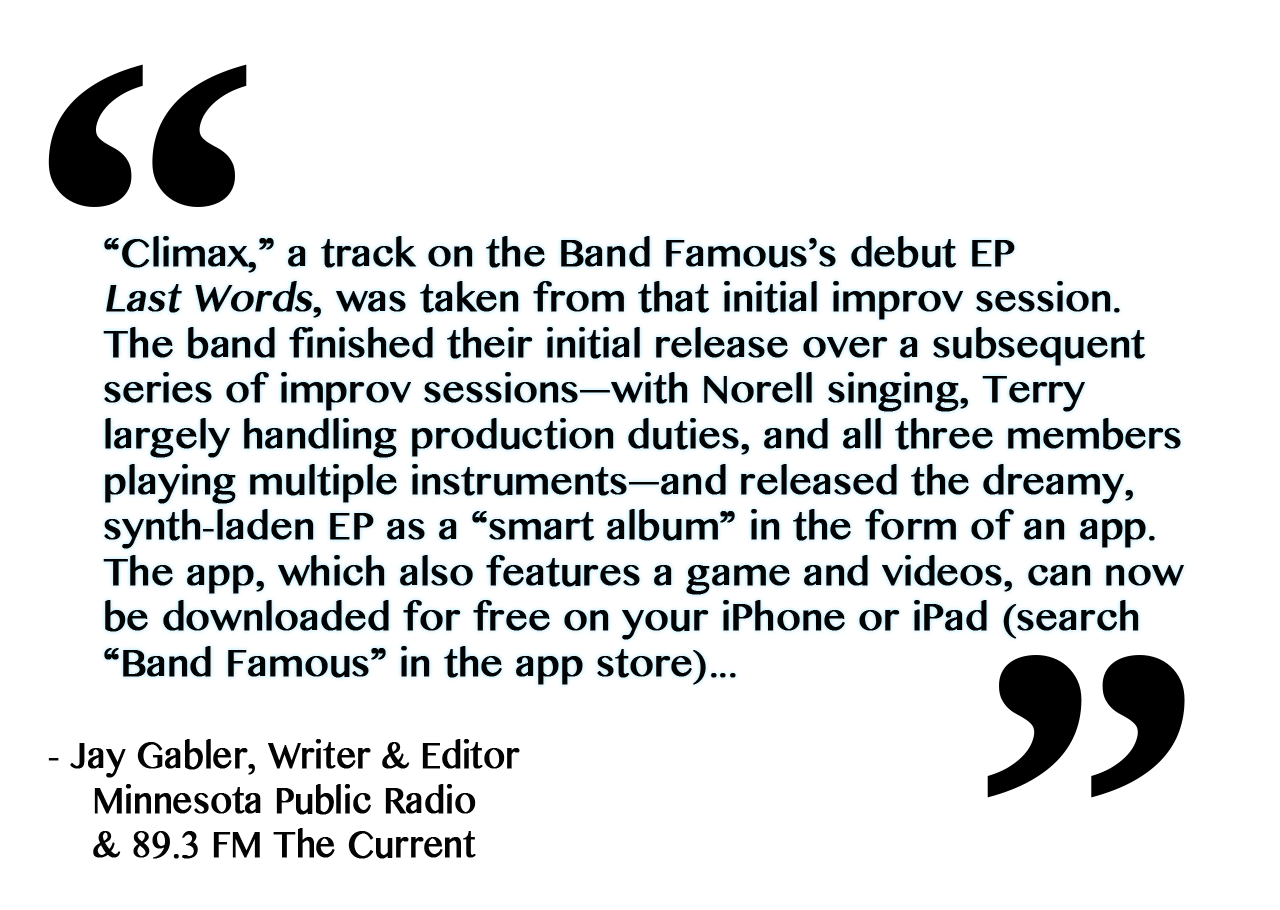 “
“Climax,” a track on the Band Famous’s debut EP
Last Words, was taken from that initial improv session.
The band finished their initial release over a subsequent
series of improv sessions—with Norell singing, Terry
largely handling production duties, and all three members
playing multiple instruments—and released the dreamy,
synth-laden EP as a “smart album” in the form of an app.
The app, which also features a game and videos, can now
be downloaded for free on your iPhone or iPad (search
“Band Famous” in the app store)...
”
- Jay Gabler, Writer & Editor
Minnesota Public Radio
& 89.3 FM The Current